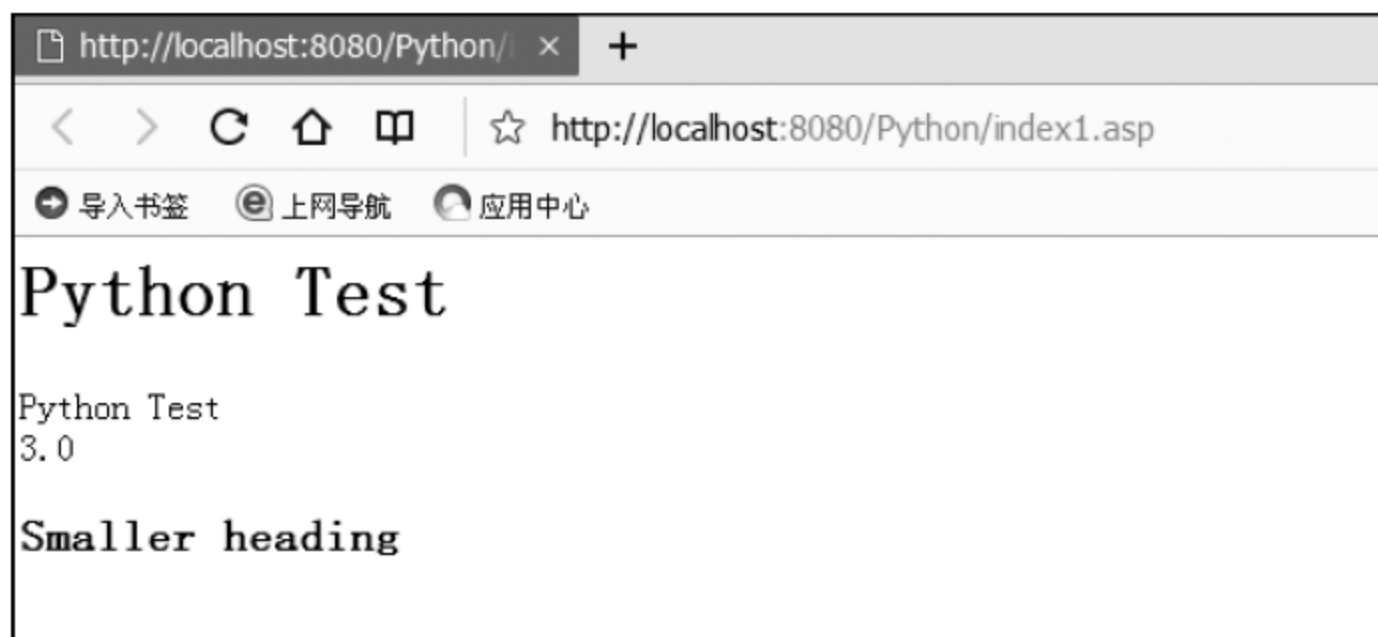 http://localhost:8080/Python/i
http://localhost:8080/Python/index1.asp
导入书签 上网导航 应用中心
Python Test
Python Test
3.0
Smaller heading